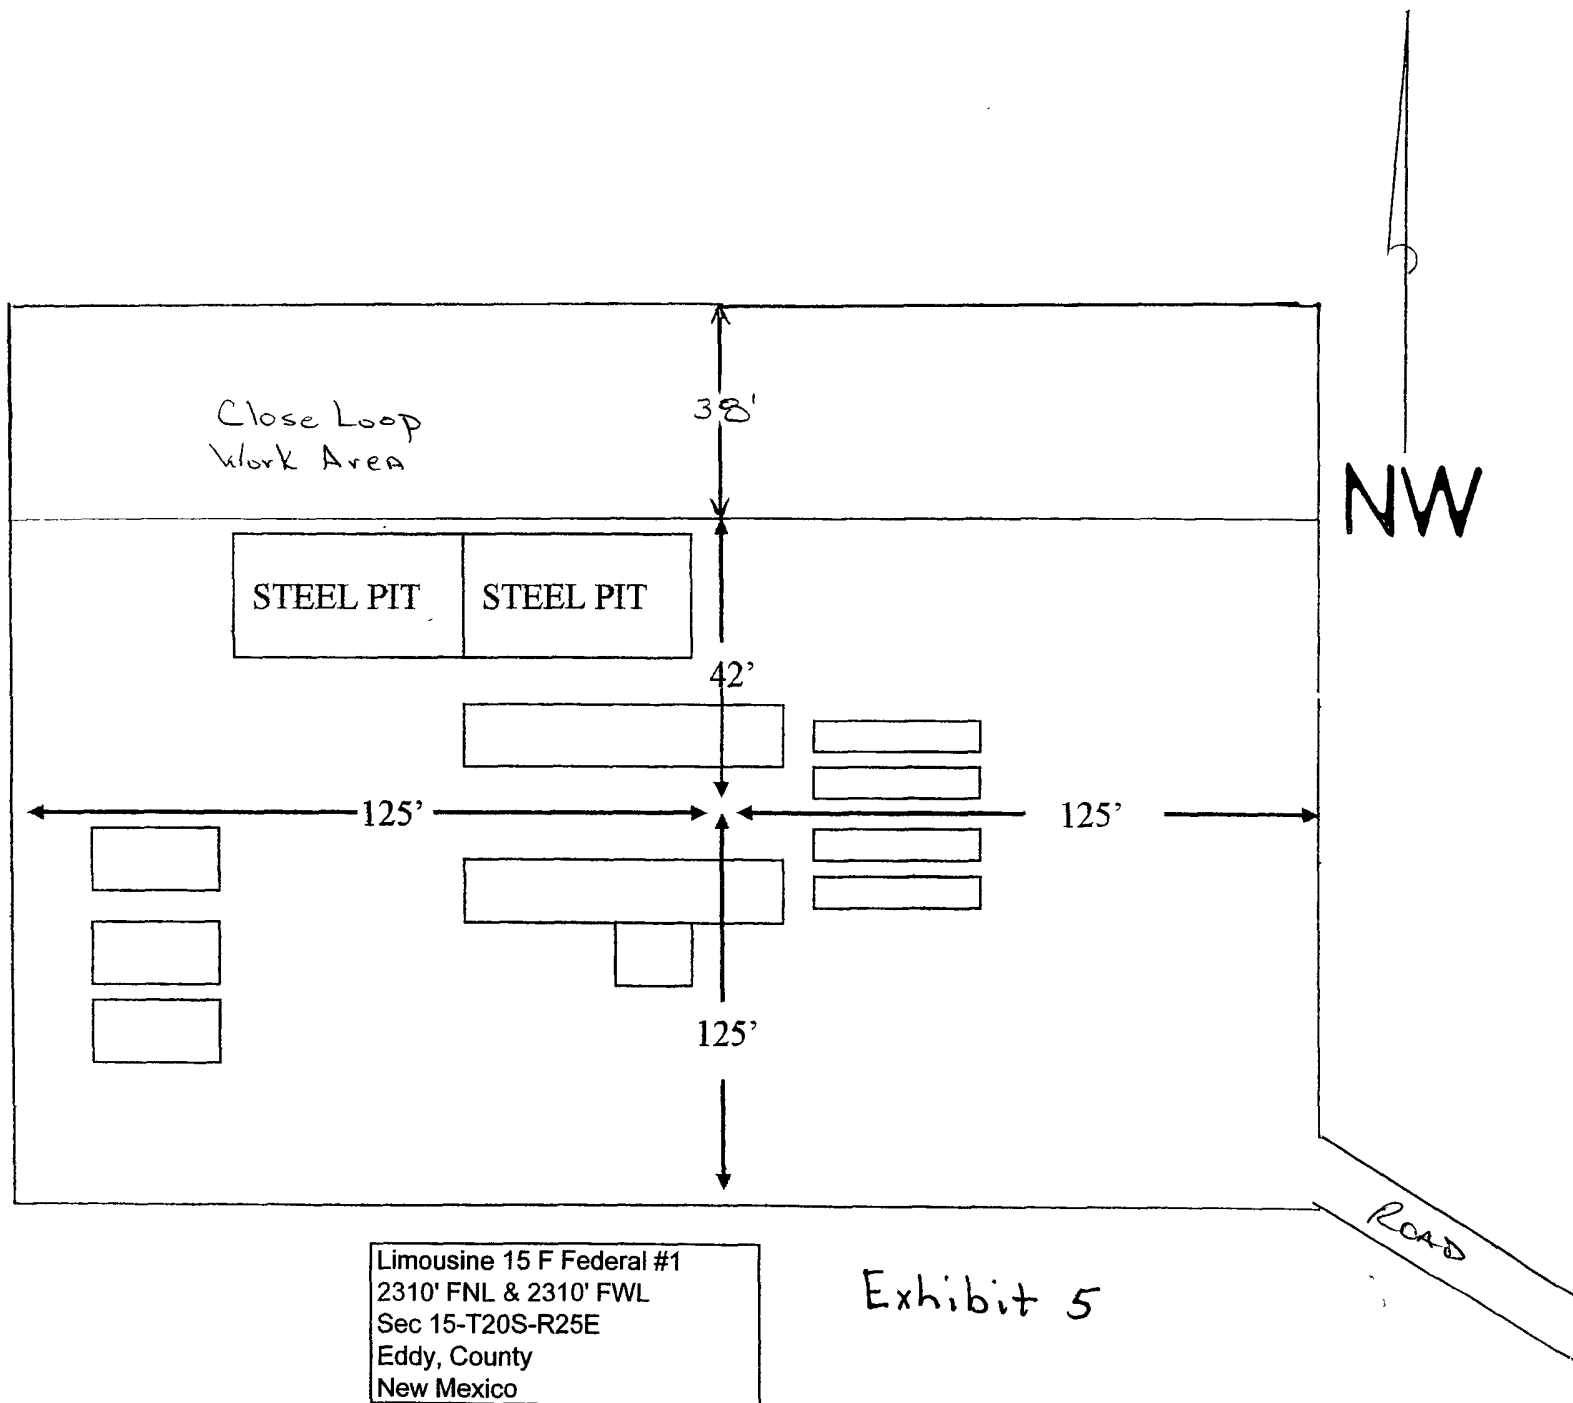 Close Loop
Work Area
38'
NW
STEEL PIT STEEL PIT
42’
125’ 125’
125’
ROAD
Limousine 15 F Federal #1
2310' FNL & 2310' FWL
Sec 15-T20S-R25E
Eddy, County
New Mexico
Exhibit 5